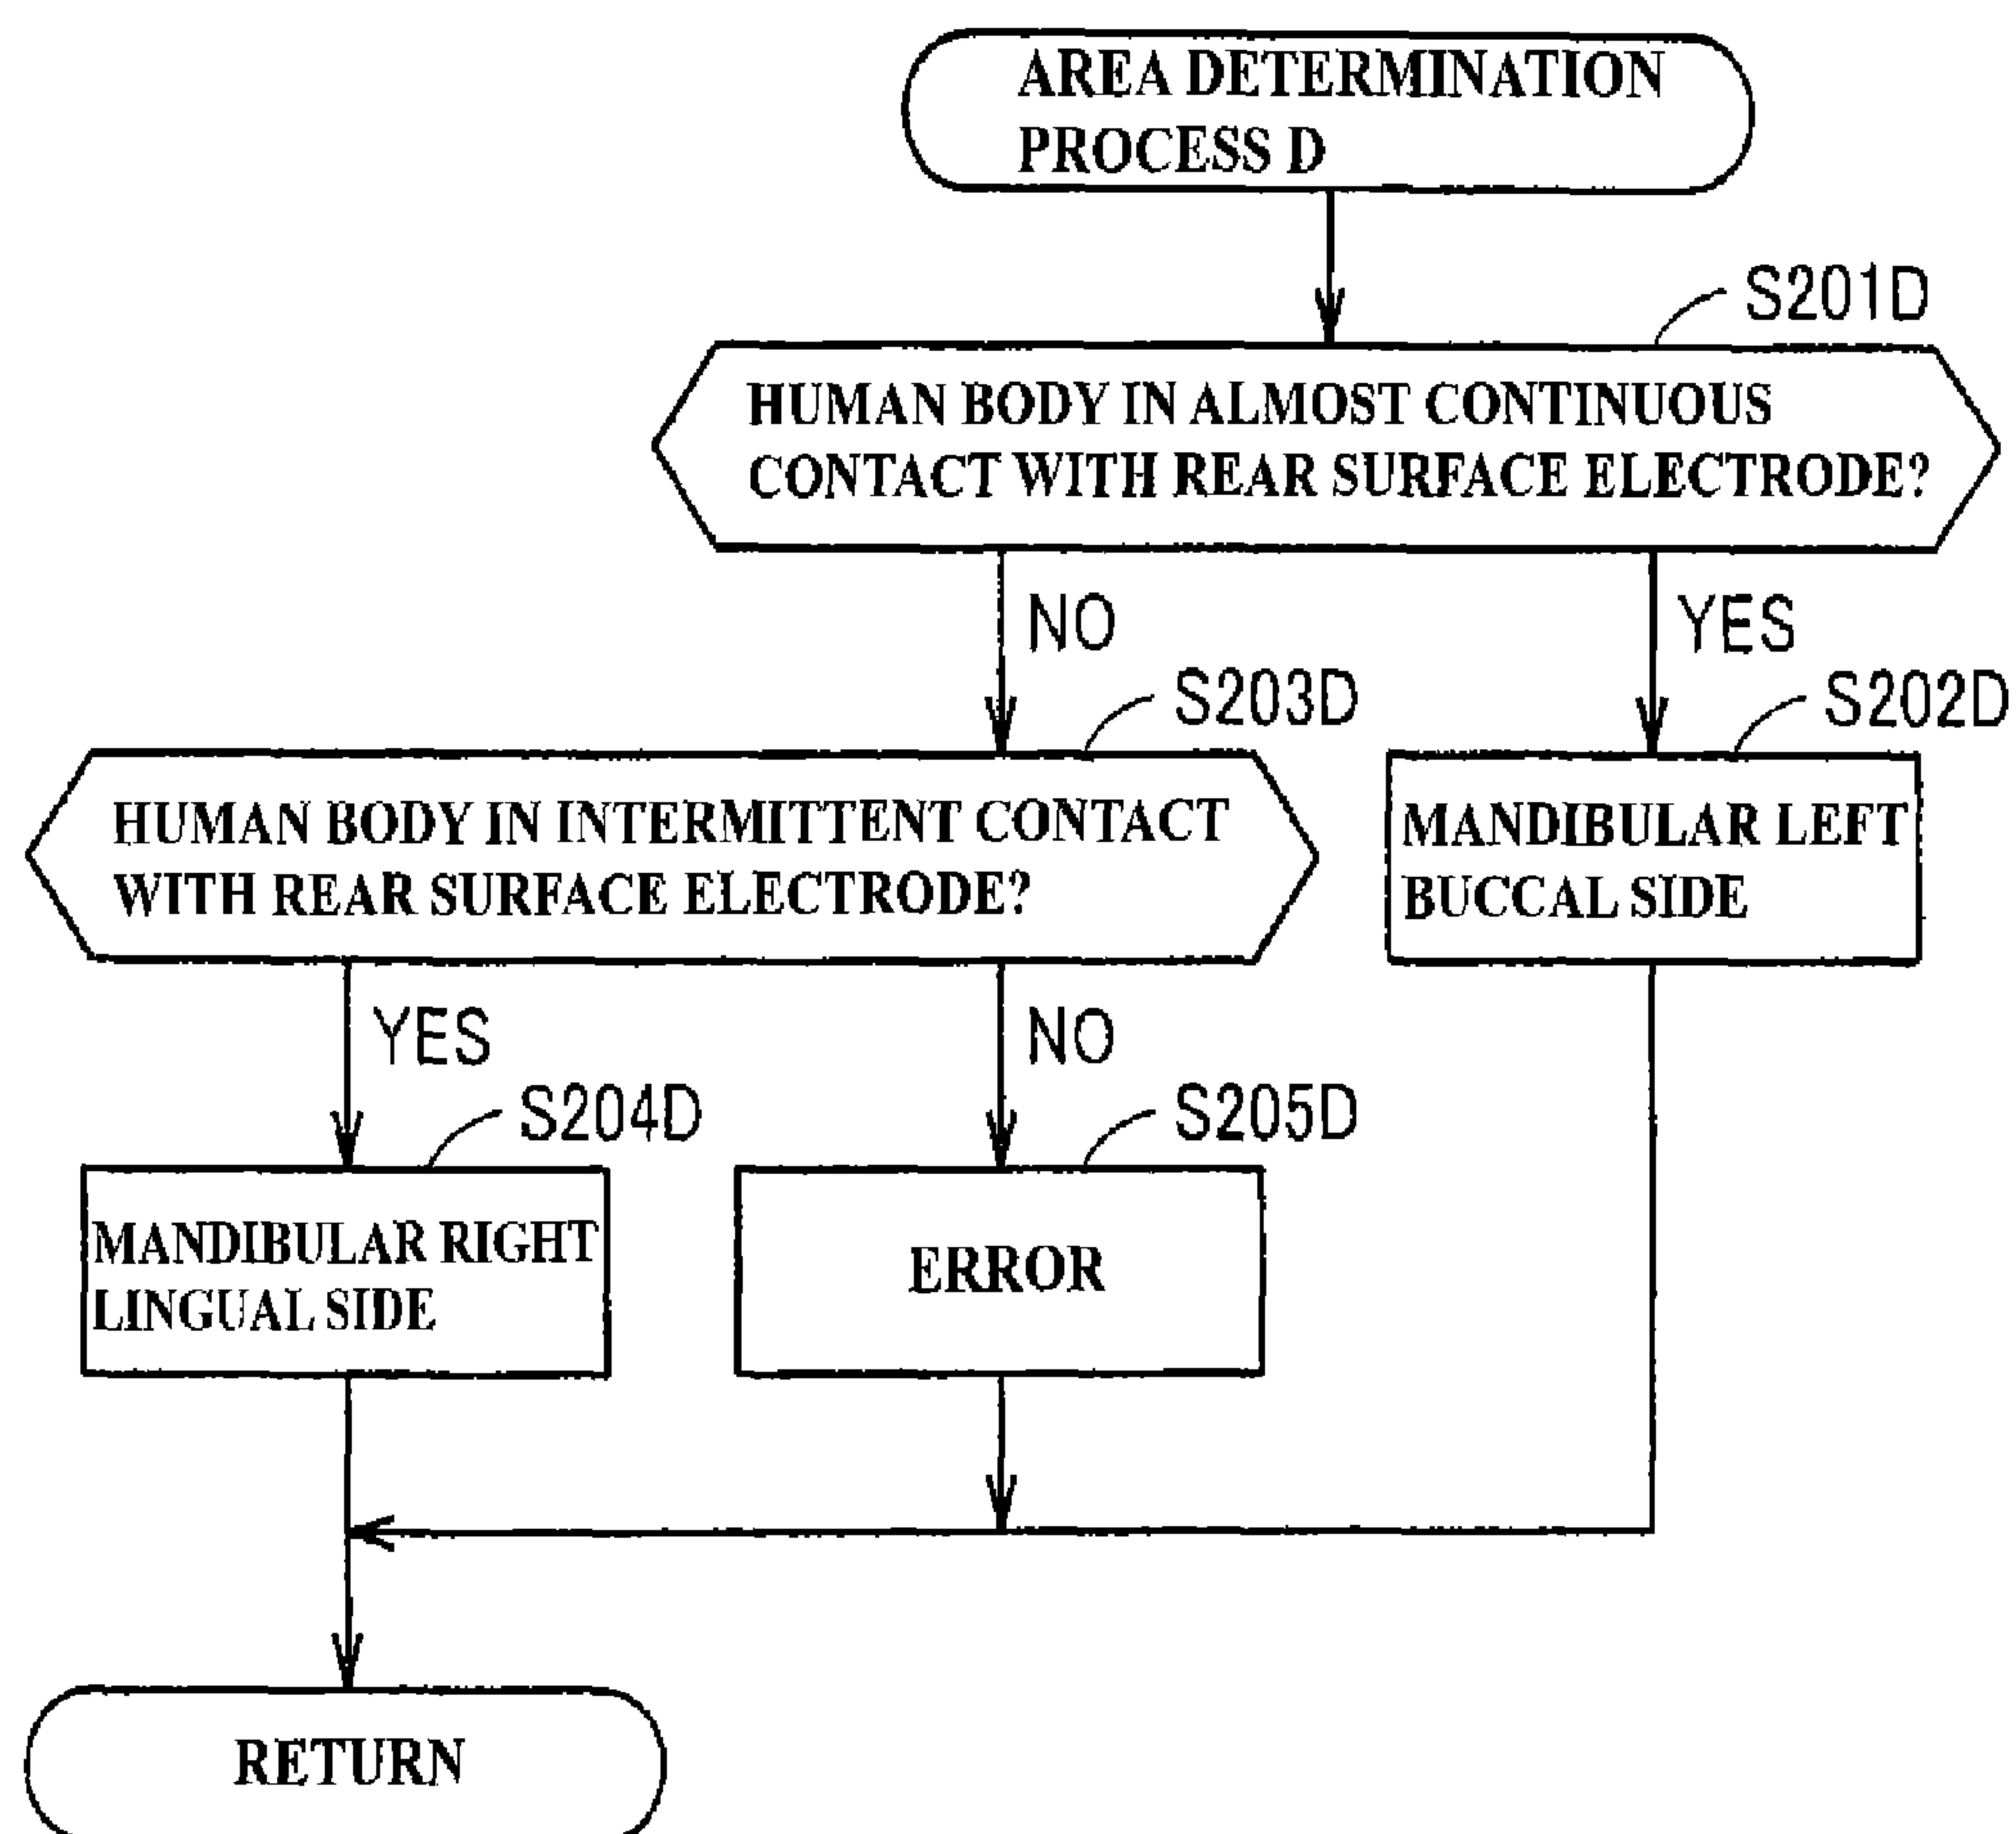 AREA DETERMINATION
PROCESS D
S201D
HUMAN BODY IN ALMOST CONTINUOUS
CONTACT WITH REAR SURFACE ELECTRODE?
NO
YES
S203D
S202D
HUMAN BODY IN INTERMITTENT CONTACT
WITH REAR SURFACE ELECTRODE?
MANDIBULAR LEFT
BUCCAL SIDE
YES
NO
S204D
S205D
MANDIBULAR RIGHT
LINGUAL SIDE
ERROR
RETURN